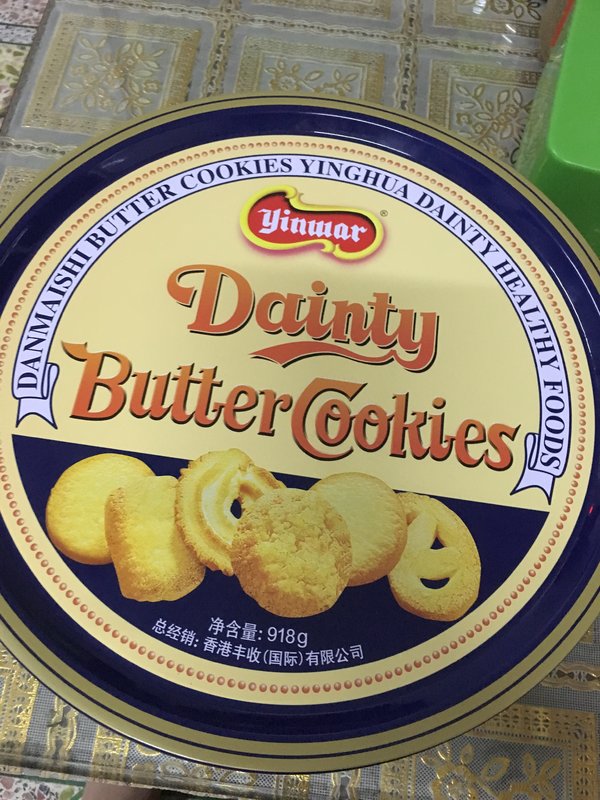 DANMAISHI BUTTER COOKIES YINGHUA DAINTY HEALTHY FOODS
Yinwar®
Dainty
Butter Cookies
净含量: 918g
总经销: 香港丰收(国际)有限公司